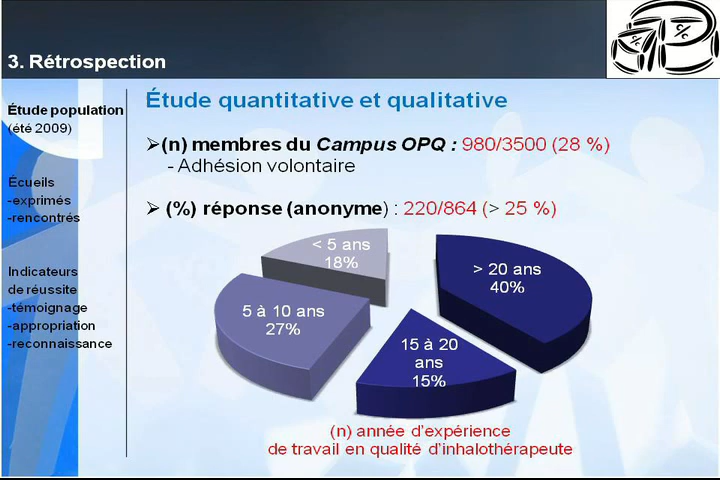 3. Rétrospection
Étude population
(été 2009)
Écueils
-exprimés
-rencontrés
Indicateurs
de réussite
-témoignage
-appropriation
-reconnaissance
Étude quantitative et qualitative
➢(n) membres du Campus OPQ : 980/3500 (28 %)
- Adhésion volontaire
➢ (%) réponse (anonyme) : 220/864 (> 25 %)
< 5 ans
18%
> 20 ans
40%
5 à 10 ans
27%
15 à 20
ans
15%
(n) année d'expérience
de travail en qualité d'inhalothérapeute